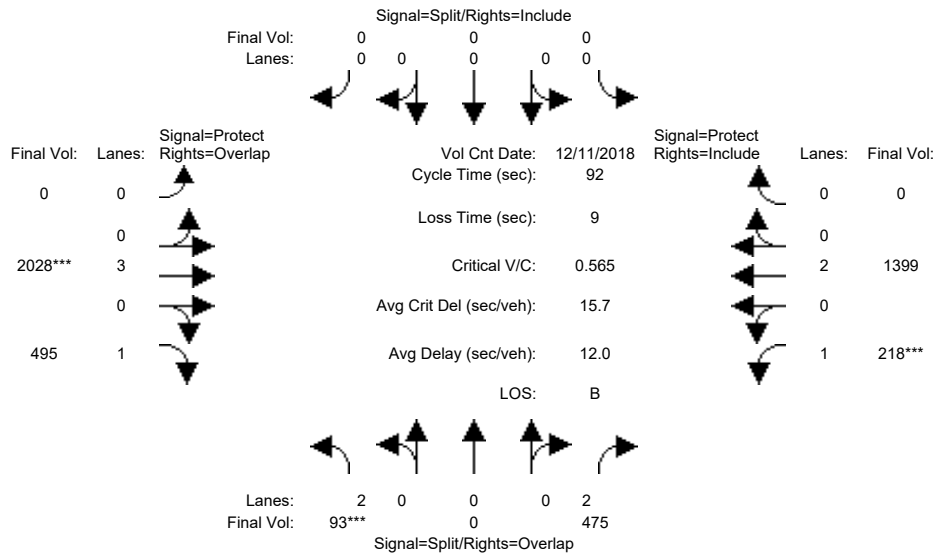 Signal=Split/Rights=Include
Final Vol: 0 0 0
Lanes: 0 0 0 0 0
Signal=Protect
Final Vol: Lanes: Rights=Overlap
Vol Cnt Date: 12/11/2018
Signal=Protect
Rights=Include Lanes: Final Vol:
Cycle Time (sec): 92
0 0
0 0
Loss Time (sec): 9
0
0
2028*** 3
Critical V/C: 0.565
2 1399
0
Avg Crit Del (sec/veh): 15.7
0
495 1
Avg Delay (sec/veh): 12.0
1 218***
LOS: B
Lanes: 2 0 0 0 2
Final Vol: 93*** 0 475
Signal=Split/Rights=Overlap